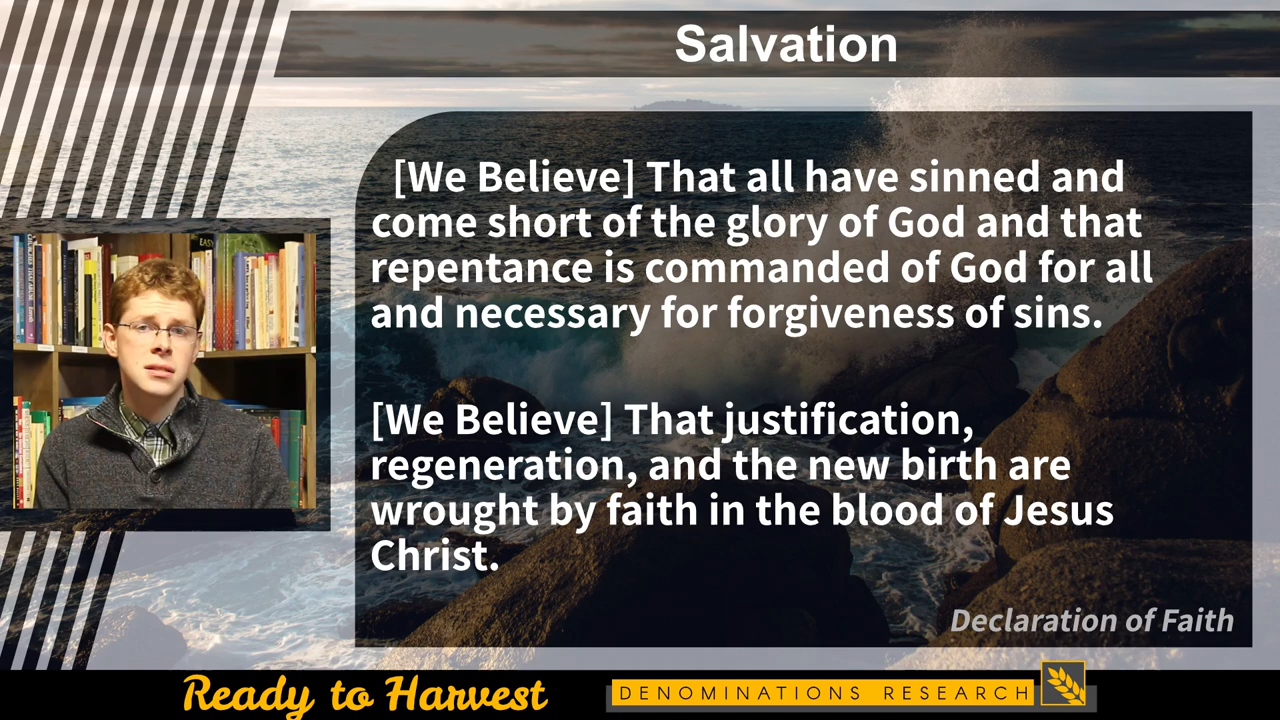 Salvation
[We Believe] That all have sinned and
come short of the glory of God and that
repentance is commanded of God for all
and necessary for forgiveness of sins.
[We Believe] That justification,
regeneration, and the new birth are
wrought by faith in the blood of Jesus
Christ.
Declaration of Faith
Ready to Harvest
DENOMINATIONS RESEARCH